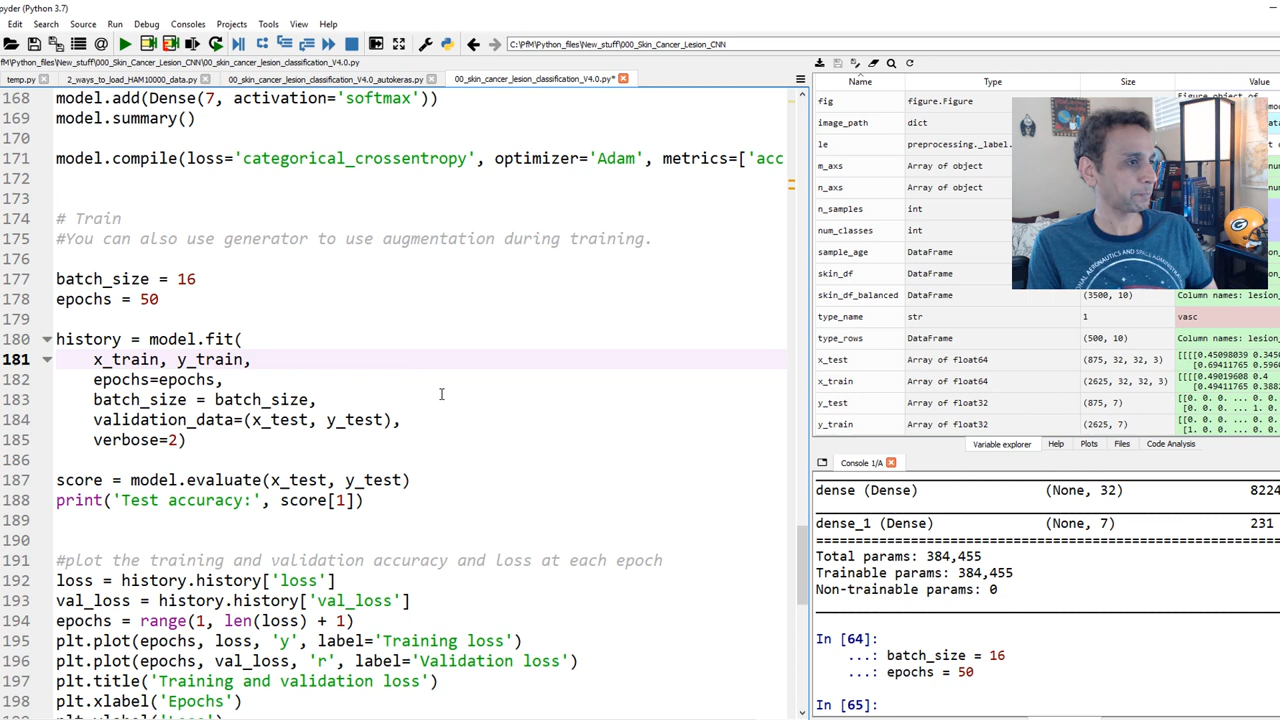 pyder (Python 3.7)
Edit Search Source Run Debug Consoles Projects Tools View Help
C:\PfM\Python_files\New_stuff\000_Skin_Cancer_Lesion_CNN
fM\Python_files\New_stuff\000_Skin_Cancer_Lesion_CNN\00_skin_cancer_lesion_classification_V4.0.py
temp.py 2_ways_to_load_HAM10000_data.py 00_skin_cancer_lesion_classification_V4.0_autokeras.py 00_skin_cancer_lesion_classification_V4.0.py*
168 model.add(Dense(7, activation='softmax'))
169 model.summary()
170
171 model.compile(loss='categorical_crossentropy', optimizer='Adam', metrics=['acc
172
173
174 # Train
175 #You can also use generator to use augmentation during training.
176
177 batch_size = 16
178 epochs = 50
179
180 history = model.fit(
181 x_train, y_train,
182 epochs=epochs,
183 batch_size = batch_size,
184 validation_data=(x_test, y_test),
185 verbose=2)
186
187 score = model.evaluate(x_test, y_test)
188 print('Test accuracy:', score[1])
189
190
191 #plot the training and validation accuracy and loss at each epoch
192 loss = history.history['loss']
193 val_loss = history.history['val_loss']
194 epochs = range(1, len(loss) + 1)
195 plt.plot(epochs, loss, 'y', label='Training loss')
196 plt.plot(epochs, val_loss, 'r', label='Validation loss')
197 plt.title('Training and validation loss')
198 plt.xlabel('Epochs')
Name Type Size Value
fig figure.Figure
image_path dict
le preprocessing._label.
m_axs Array of object
n_axs Array of object
n_samples int
num_classes int
sample_age DataFrame
skin_df DataFrame
skin_df_balanced DataFrame (3500, 10) Column names: lesion_
type_name str 1 vasc
type_rows DataFrame (500, 10) Column names: lesion_
x_test Array of float64 (875, 32, 32, 3) [[[[0.45098039 0.345
[0.69411765 0.596
x_train Array of float64 (2625, 32, 32, 3) [[[[0.49019608 0.4
[0.49411765 0.388
y_test Array of float32 (875, 7) [[0. 0. 0. ... 0. 0.
[0. 0. 0. ... 1. 0.
y_train Array of float32 (2625, 7) [[0. 0. 0. ... 0. 0.
[1. 0. 0. ... 0. 0.
Variable explorer Help Plots Files Code Analysis
Console 1/A
dense (Dense) (None, 32) 8224
dense_1 (Dense) (None, 7) 231
Total params: 384,455
Trainable params: 384,455
Non-trainable params: 0
In [64]:
...: batch_size = 16
...: epochs = 50
In [65]: